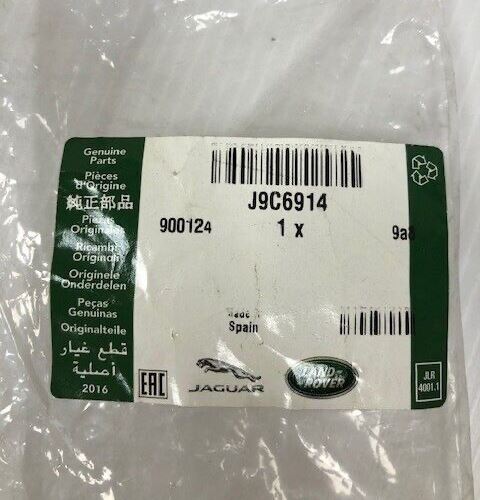 Genuine
Parts
Pièces
d'Origine
純正部品
Piezas
Originales
Ricambi
Originali
Originele
Onderdelen
Peças
Genuinas
Originalteile
قطع غيار
أصلية
2016
J9C6914
900124
1 x
Spain
EAC
JAGUAR
LAND-
ROVER
JLR
4001.1